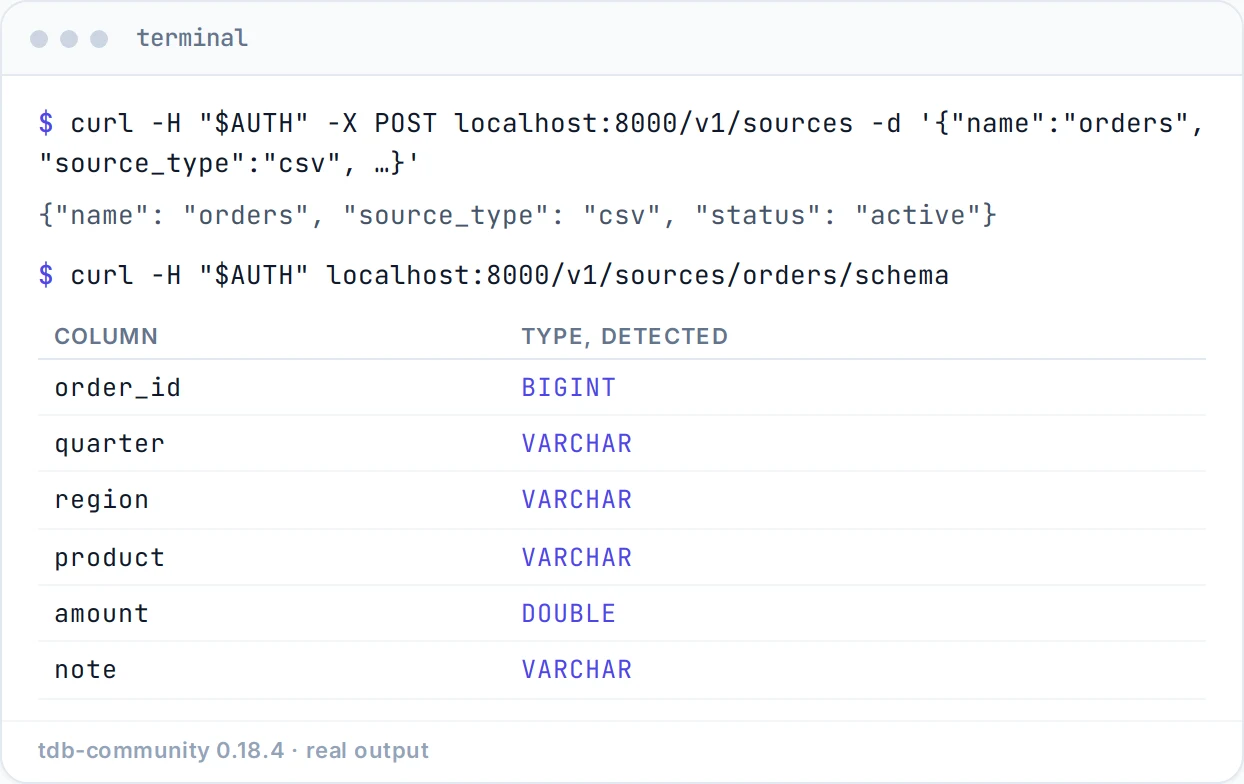 terminal
$ curl -H "$AUTH" -X POST localhost:8000/v1/sources -d '{"name":"orders",
"source_type":"csv", …}'
{"name": "orders", "source_type": "csv", "status": "active"}
$ curl -H "$AUTH" localhost:8000/v1/sources/orders/schema
COLUMN TYPE, DETECTED
order_id BIGINT
quarter VARCHAR
region VARCHAR
product VARCHAR
amount DOUBLE
note VARCHAR
tdb-community 0.18.4 · real output